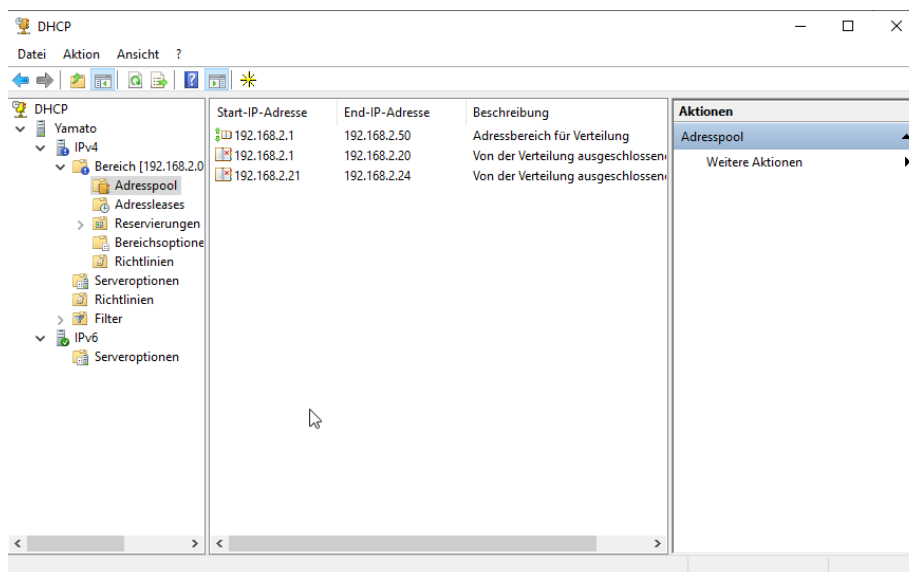 DHCP
Datei Aktion Ansicht ?
DHCP
Yamato
IPv4
Bereich [192.168.2.0
Adresspool
Adressleases
Reservierungen
Bereichsoptione
Richtlinien
Serveroptionen
Richtlinien
Filter
IPv6
Serveroptionen
Start-IP-Adresse End-IP-Adresse Beschreibung
192.168.2.1 192.168.2.50 Adressbereich für Verteilung
192.168.2.1 192.168.2.20 Von der Verteilung ausgeschlossen
192.168.2.21 192.168.2.24 Von der Verteilung ausgeschlossen
Aktionen
Adresspool
Weitere Aktionen